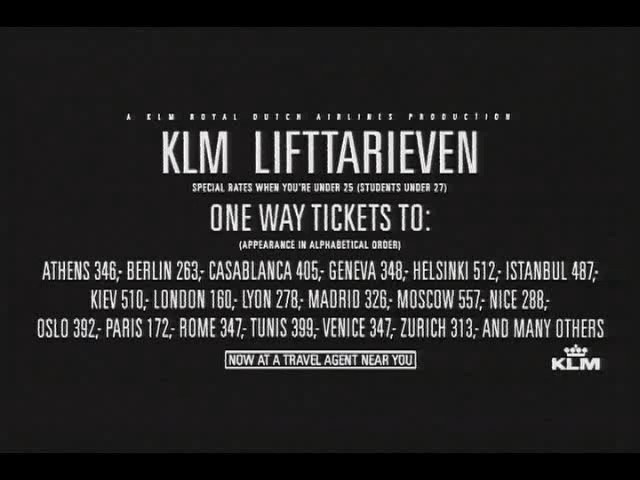 A KLM ROYAL DUTCH AIRLINES PRODUCTION
KLM LIFTTARIEVEN
SPECIAL RATES WHEN YOU'RE UNDER 25 (STUDENTS UNDER 27)
ONE WAY TICKETS TO:
(APPEARANCE IN ALPHABETICAL ORDER)
ATHENS 346,- BERLIN 263,- CASABLANCA 405,- GENEVA 348,- HELSINKI 512,- ISTANBUL 487,-
KIEV 510,- LONDON 160,- LYON 278,- MADRID 326,- MOSCOW 557,- NICE 288,-
OSLO 392,- PARIS 172,- ROME 347,- TUNIS 399,- VENICE 347,- ZURICH 313,- AND MANY OTHERS
NOW AT A TRAVEL AGENT NEAR YOU
KLM